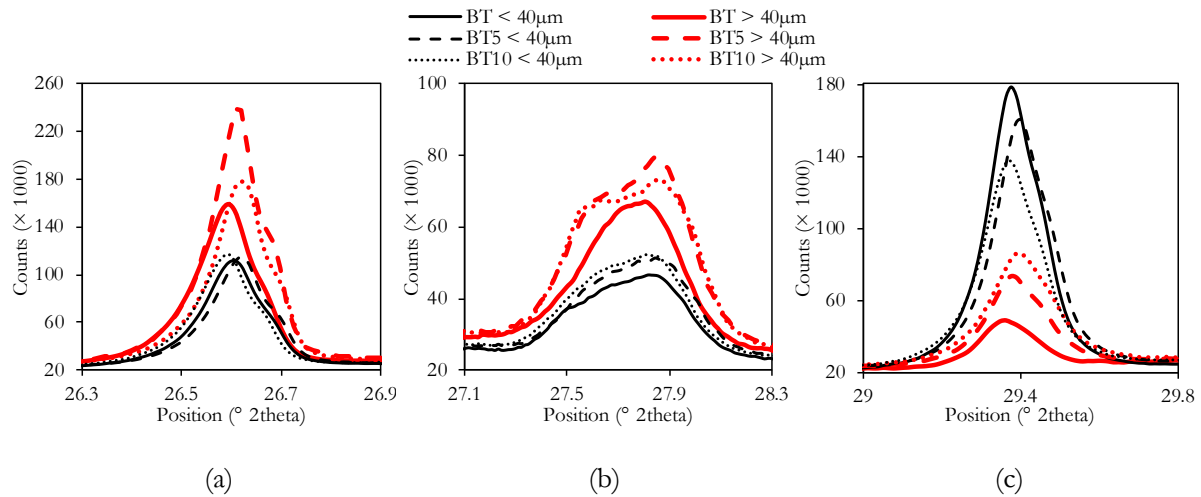 BT < 40µm BT > 40µm
BT5 < 40µm BT5 > 40µm
BT10 < 40µm BT10 > 40µm
Counts (× 1000)
260
220
180
140
100
60
20
26.3 26.5 26.7 26.9
Position (° 2theta)
(a)
Counts (× 1000)
100
80
60
40
20
27.1 27.5 27.9 28.3
Position (° 2theta)
(b)
Counts (× 1000)
180
140
100
60
20
29 29.4 29.8
Position (° 2theta)
(c)